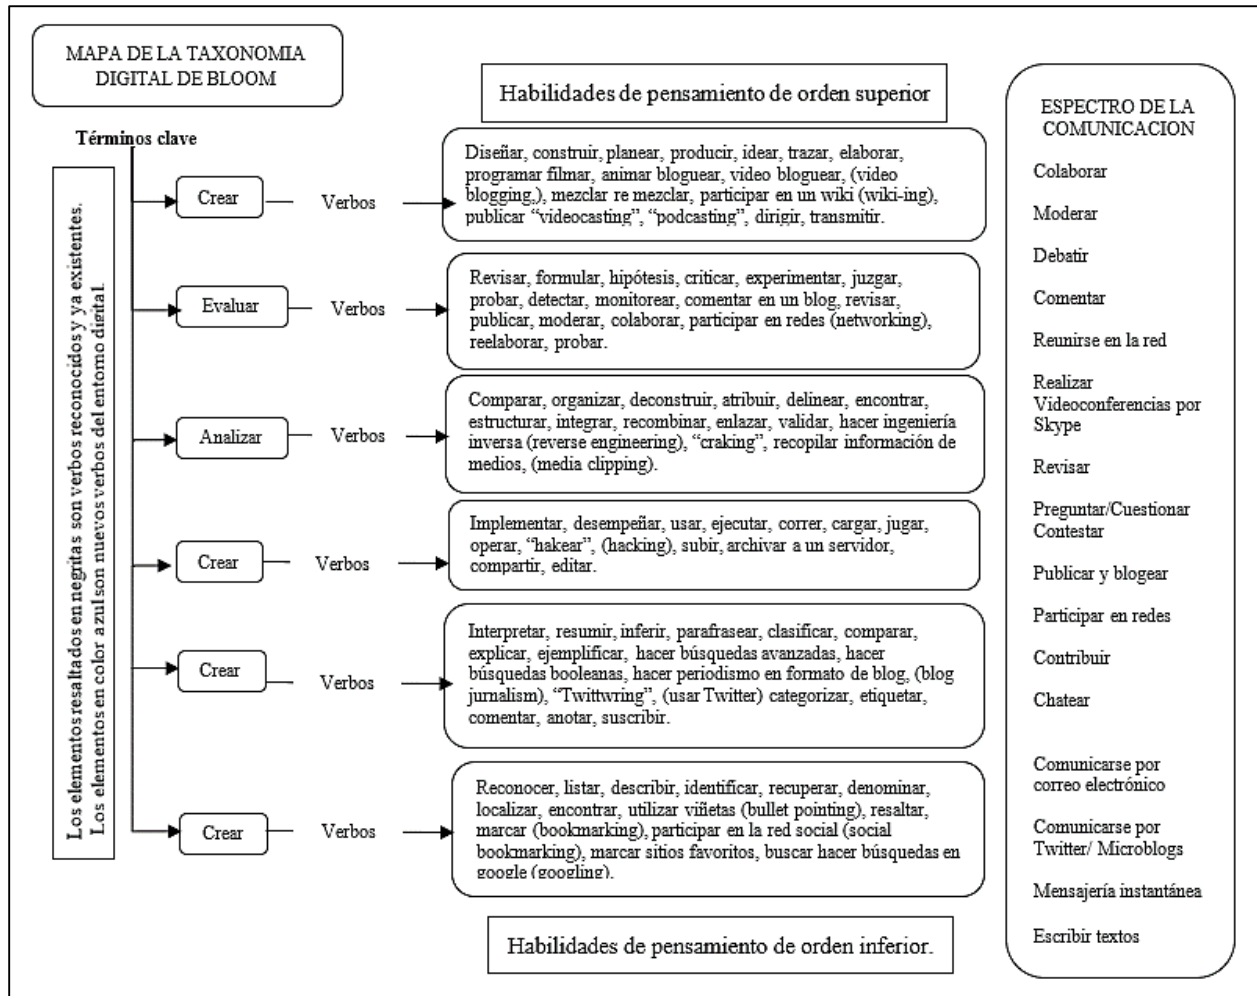 MAPA DE LA TAXONOMIA
DIGITAL DE BLOOM
Habilidades de pensamiento de orden superior
Términos clave
Los elementos resaltados en negritas son verbos reconocidos y ya existentes.
Los elementos en color azul son nuevos verbos del entorno digital.
Crear
Verbos
Diseñar, construir, planear, producir, idear, trazar, elaborar,
programar filmar, animar bloguear, video bloguear, (video
blogging,), mezclar re mezclar, participar en un wiki (wiki-ing),
publicar “videocasting”, “podcasting”, dirigir, transmitir.
Evaluar
Verbos
Revisar, formular, hipótesis, criticar, experimentar, juzgar,
probar, detectar, monitorear, comentar en un blog, revisar,
publicar, moderar, colaborar, participar en redes (networking),
reelaborar, probar.
Analizar
Verbos
Comparar, organizar, deconstruir, atribuir, delinear, encontrar,
estructurar, integrar, recombinar, enlazar, validar, hacer ingeniería
inversa (reverse engineering), “craking”, recopilar información de
medios, (media clipping).
Crear
Verbos
Implementar, desempeñar, usar, ejecutar, correr, cargar, jugar,
operar, “hakear”, (hacking), subir, archivar a un servidor,
compartir, editar.
Crear
Verbos
Interpretar, resumir, inferir, parafrasear, clasificar, comparar,
explicar, ejemplificar, hacer búsquedas avanzadas, hacer
búsquedas booleanas, hacer periodismo en formato de blog, (blog
jurnalism), “Twittwring”, (usar Twitter) categorizar, etiquetar,
comentar, anotar, suscribir.
Crear
Verbos
Reconocer, listar, describir, identificar, recuperar, denominar,
localizar, encontrar, utilizar viñetas (bullet pointing), resaltar,
marcar (bookmarking), participar en la red social (social
bookmarking), marcar sitios favoritos, buscar hacer búsquedas en
google (googling).
Habilidades de pensamiento de orden inferior.
ESPECTRO DE LA
COMUNICACION
Colaborar
Moderar
Debatir
Comentar
Reunirse en la red
Realizar
Videoconferencias por
Skype
Revisar
Preguntar/Cuestionar
Contestar
Publicar y blogear
Participar en redes
Contribuir
Chatear
Comunicarse por
correo electrónico
Comunicarse por
Twitter/ Microblogs
Mensajería instantánea
Escribir textos